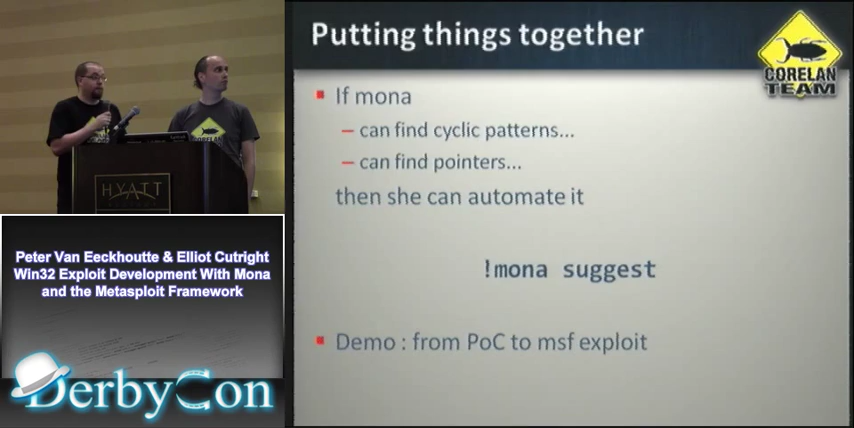 Putting things together
CORELAN
TEAM
If mona
– can find cyclic patterns...
– can find pointers...
then she can automate it
!mona suggest
Demo : from PoC to msf exploit
HYATT
CORELAN
Peter Van Eeckhoutte & Elliot Cutright
Win32 Exploit Development With Mona
and the Metasploit Framework
DerbyCon